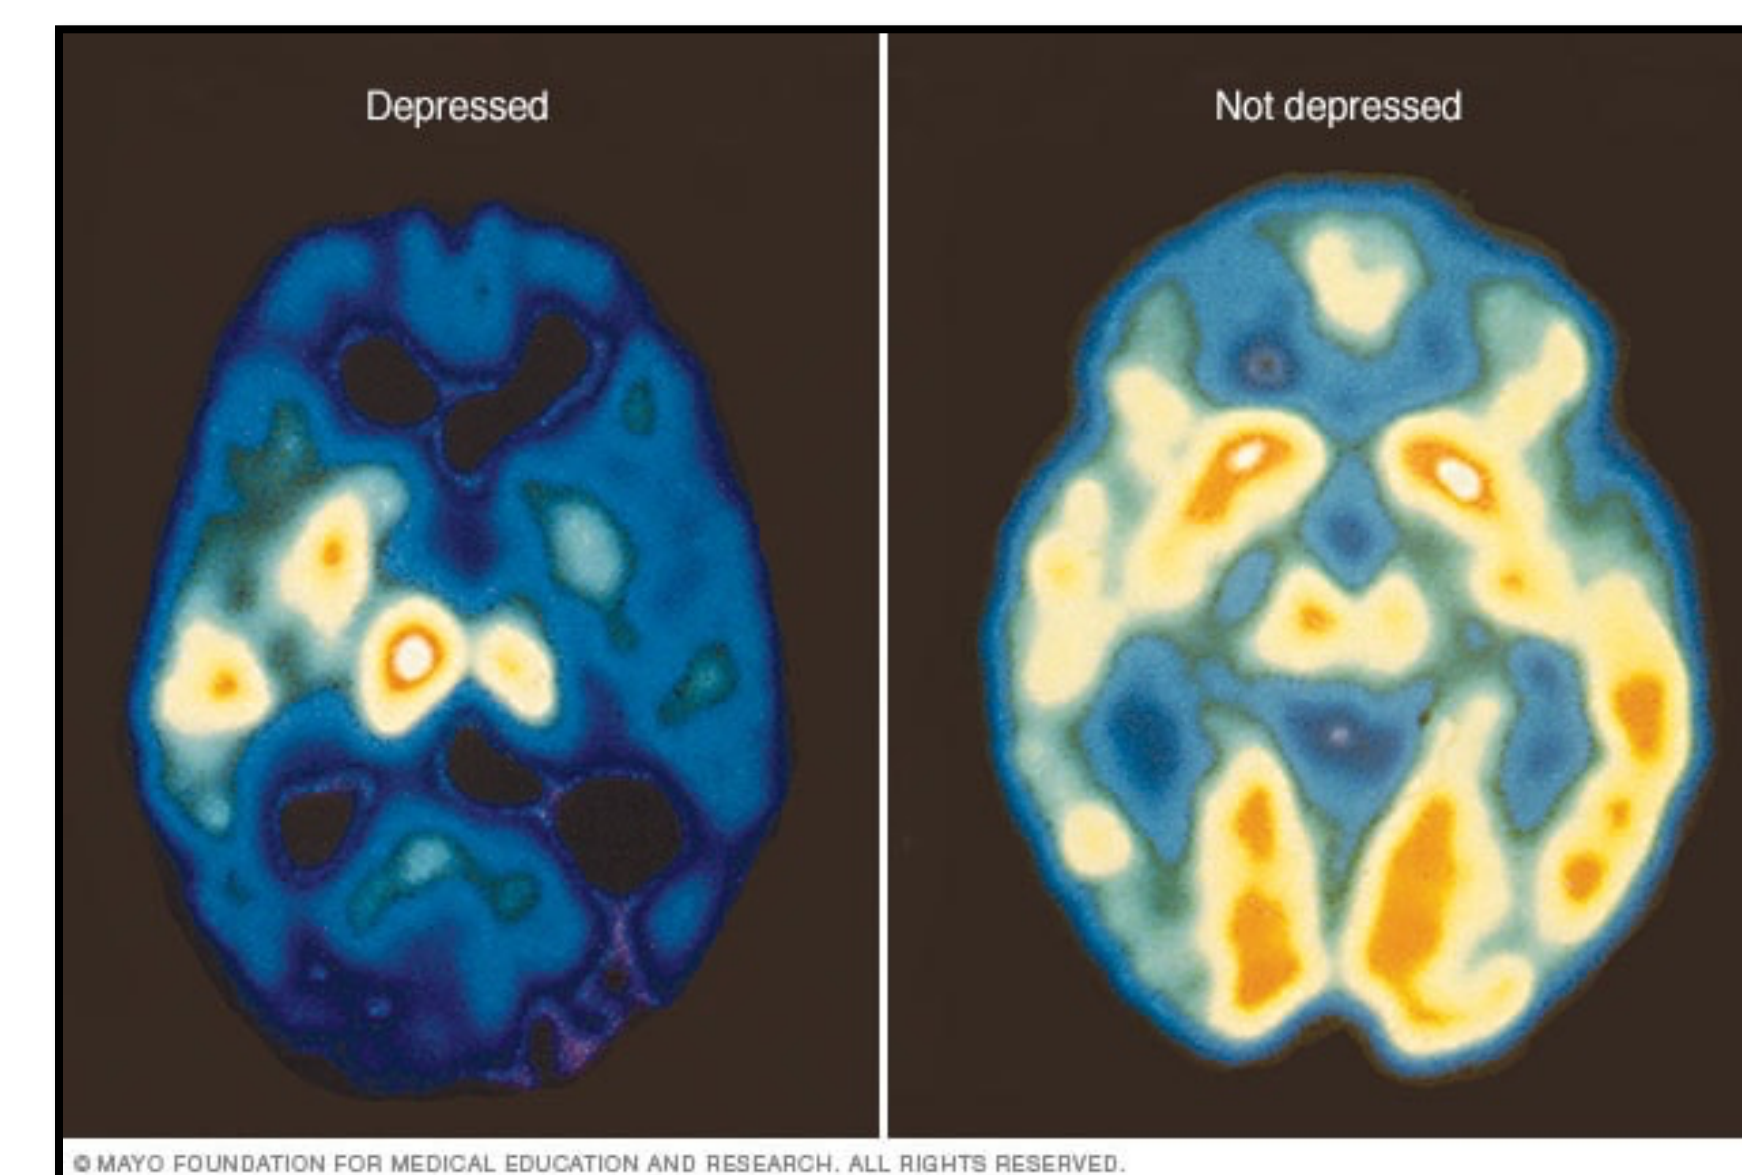 Depressed
Not depressed
© MAYO FOUNDATION FOR MEDICAL EDUCATION AND RESEARCH. ALL RIGHTS RESERVED.